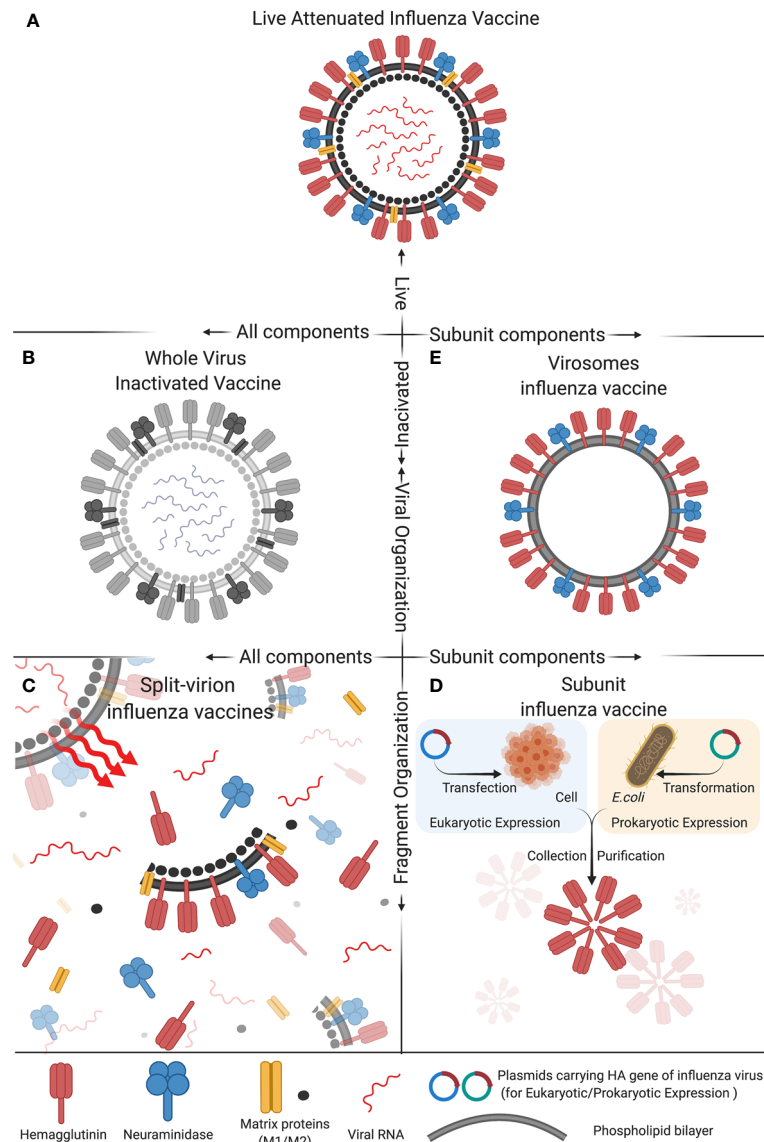 A
Live Attenuated Influenza Vaccine
Live
All components
Subunit components
B
Whole Virus
Inactivated Vaccine
Inactivated
E
Virosomes
influenza vaccine
Viral Organization
All components
Subunit components
C
Split-virion
influenza vaccines
Fragment Organization
D
Subunit
influenza vaccine
Transfection
Cell
Eukaryotic Expression
E.coli
Transformation
Prokaryotic Expression
Collection
Purification
Hemagglutinin
Neuraminidase
Matrix proteins
(M1/M2)
Viral RNA
Plasmids carrying HA gene of influenza virus
(for Eukaryotic/Prokaryotic Expression )
Phospholipid bilayer